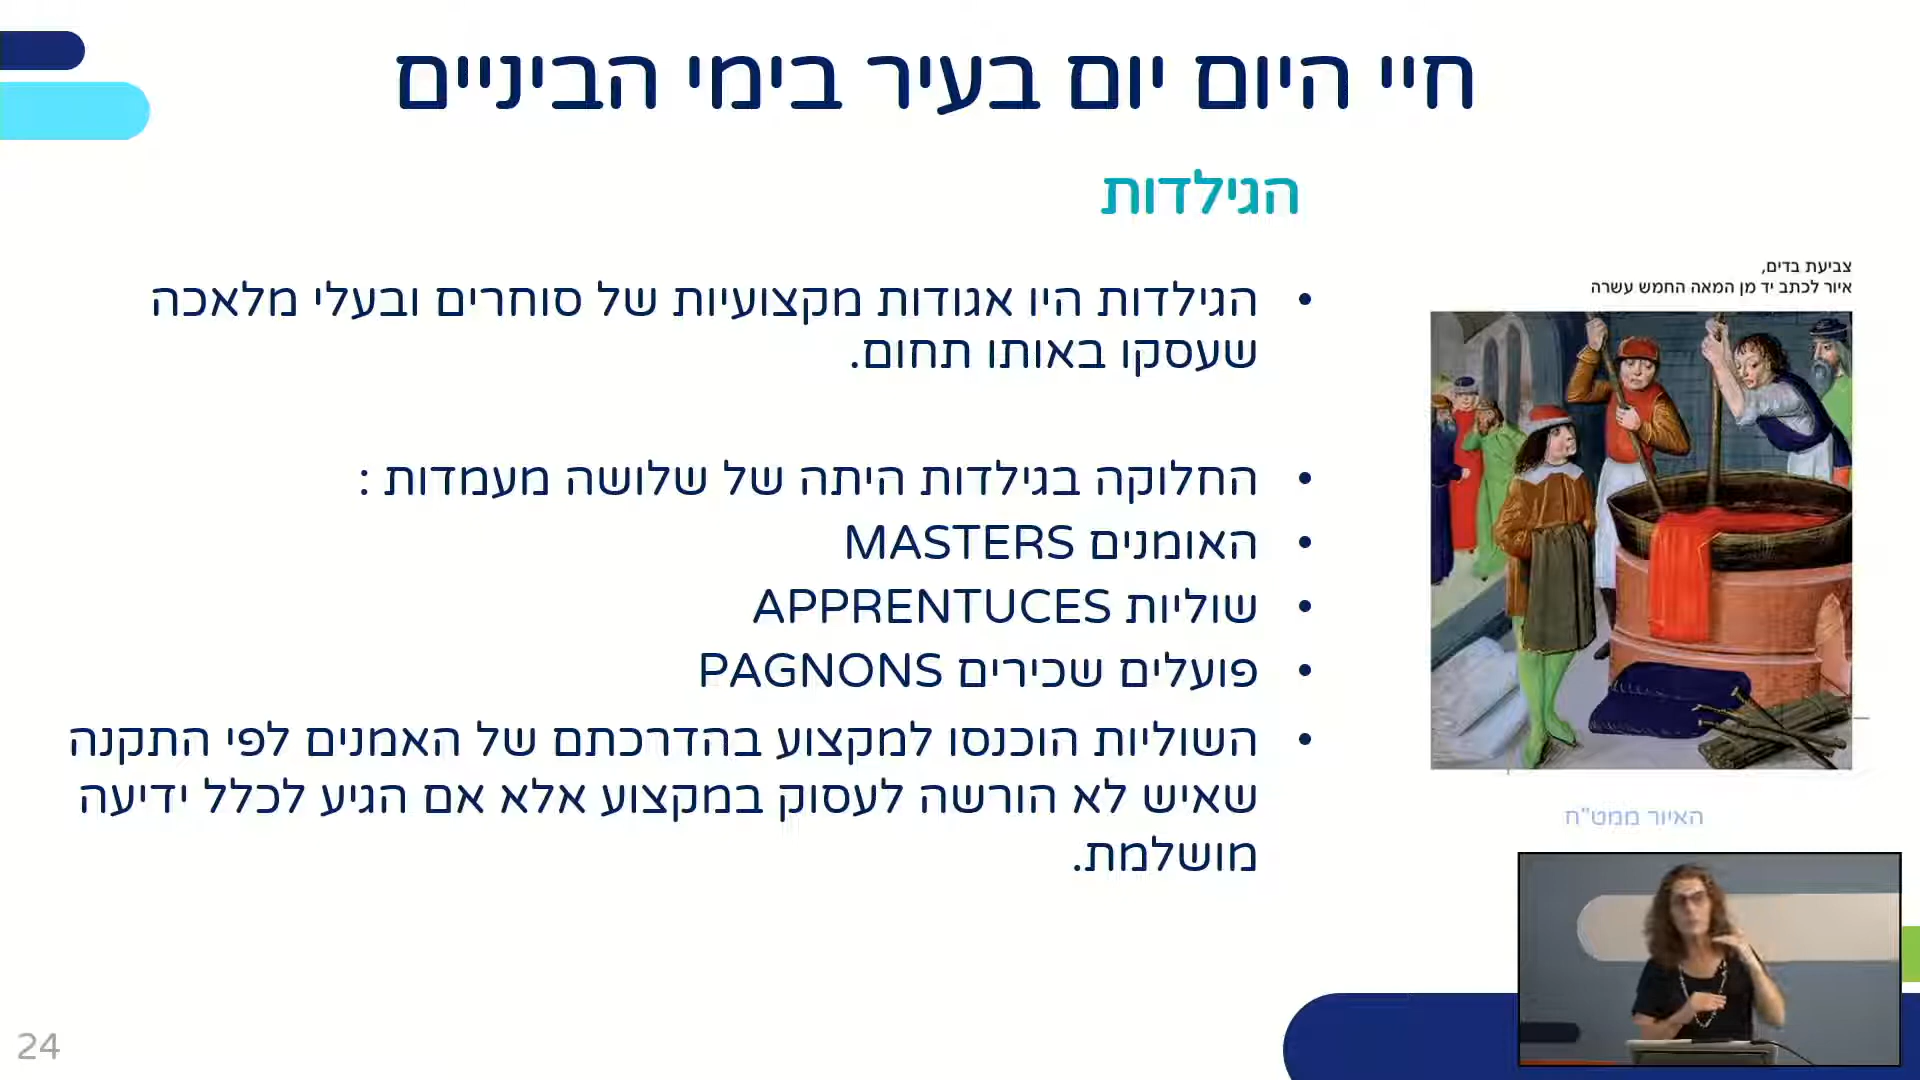 חיי היום יום בעיר בימי הביניים
הגילדות
צביעת בדים,
איור לכתב יד מן המאה החמש עשרה
• הגילדות היו אגודות מקצועיות של סוחרים ובעלי מלאכה
שעסקו באותו תחום.
• החלוקה בגילדות היתה של שלושה מעמדות :
• האומנים MASTERS
• שוליות APPRENTUCES
• פועלים שכירים PAGNONS
• השוליות הוכנסו למקצוע בהדרכתם של האמנים לפי התקנה
שאיש לא הורשה לעסוק במקצוע אלא אם הגיע לכלל ידיעה
מושלמת.
האיור ממט"ח
24